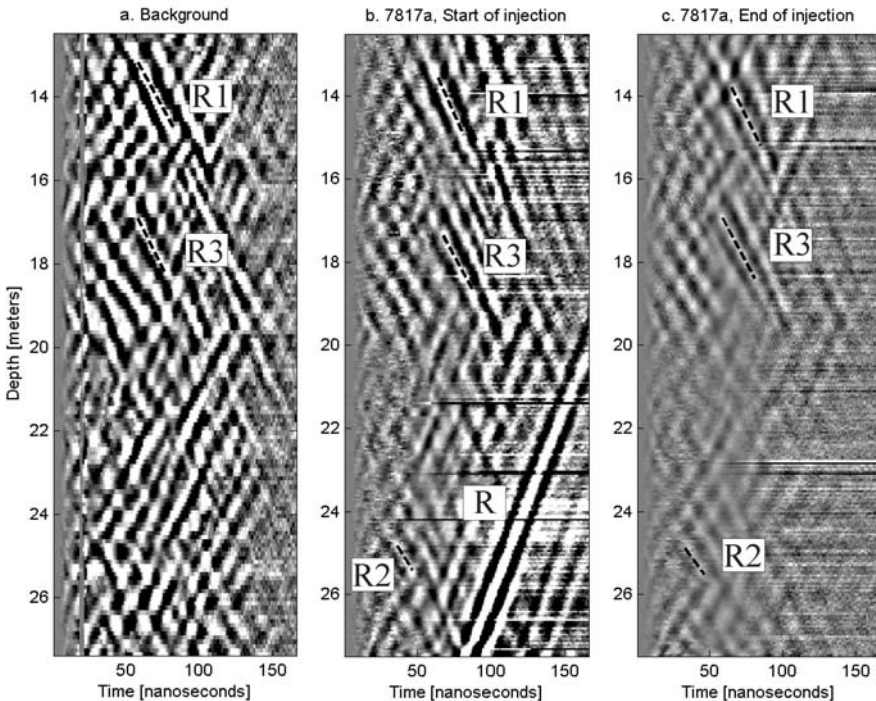 a. Background
b. 7817a, Start of injection
c. 7817a, End of injection
Depth [meters]
14
16
18
20
22
24
26
R1
R3
50
100
150
Time [nanoseconds]
14
16
18
20
22
24
26
R1
R3
R
R2
50
100
150
Time [nanoseconds]
14
16
18
20
22
24
26
R1
R3
R2
50
100
150
Time [nanoseconds]